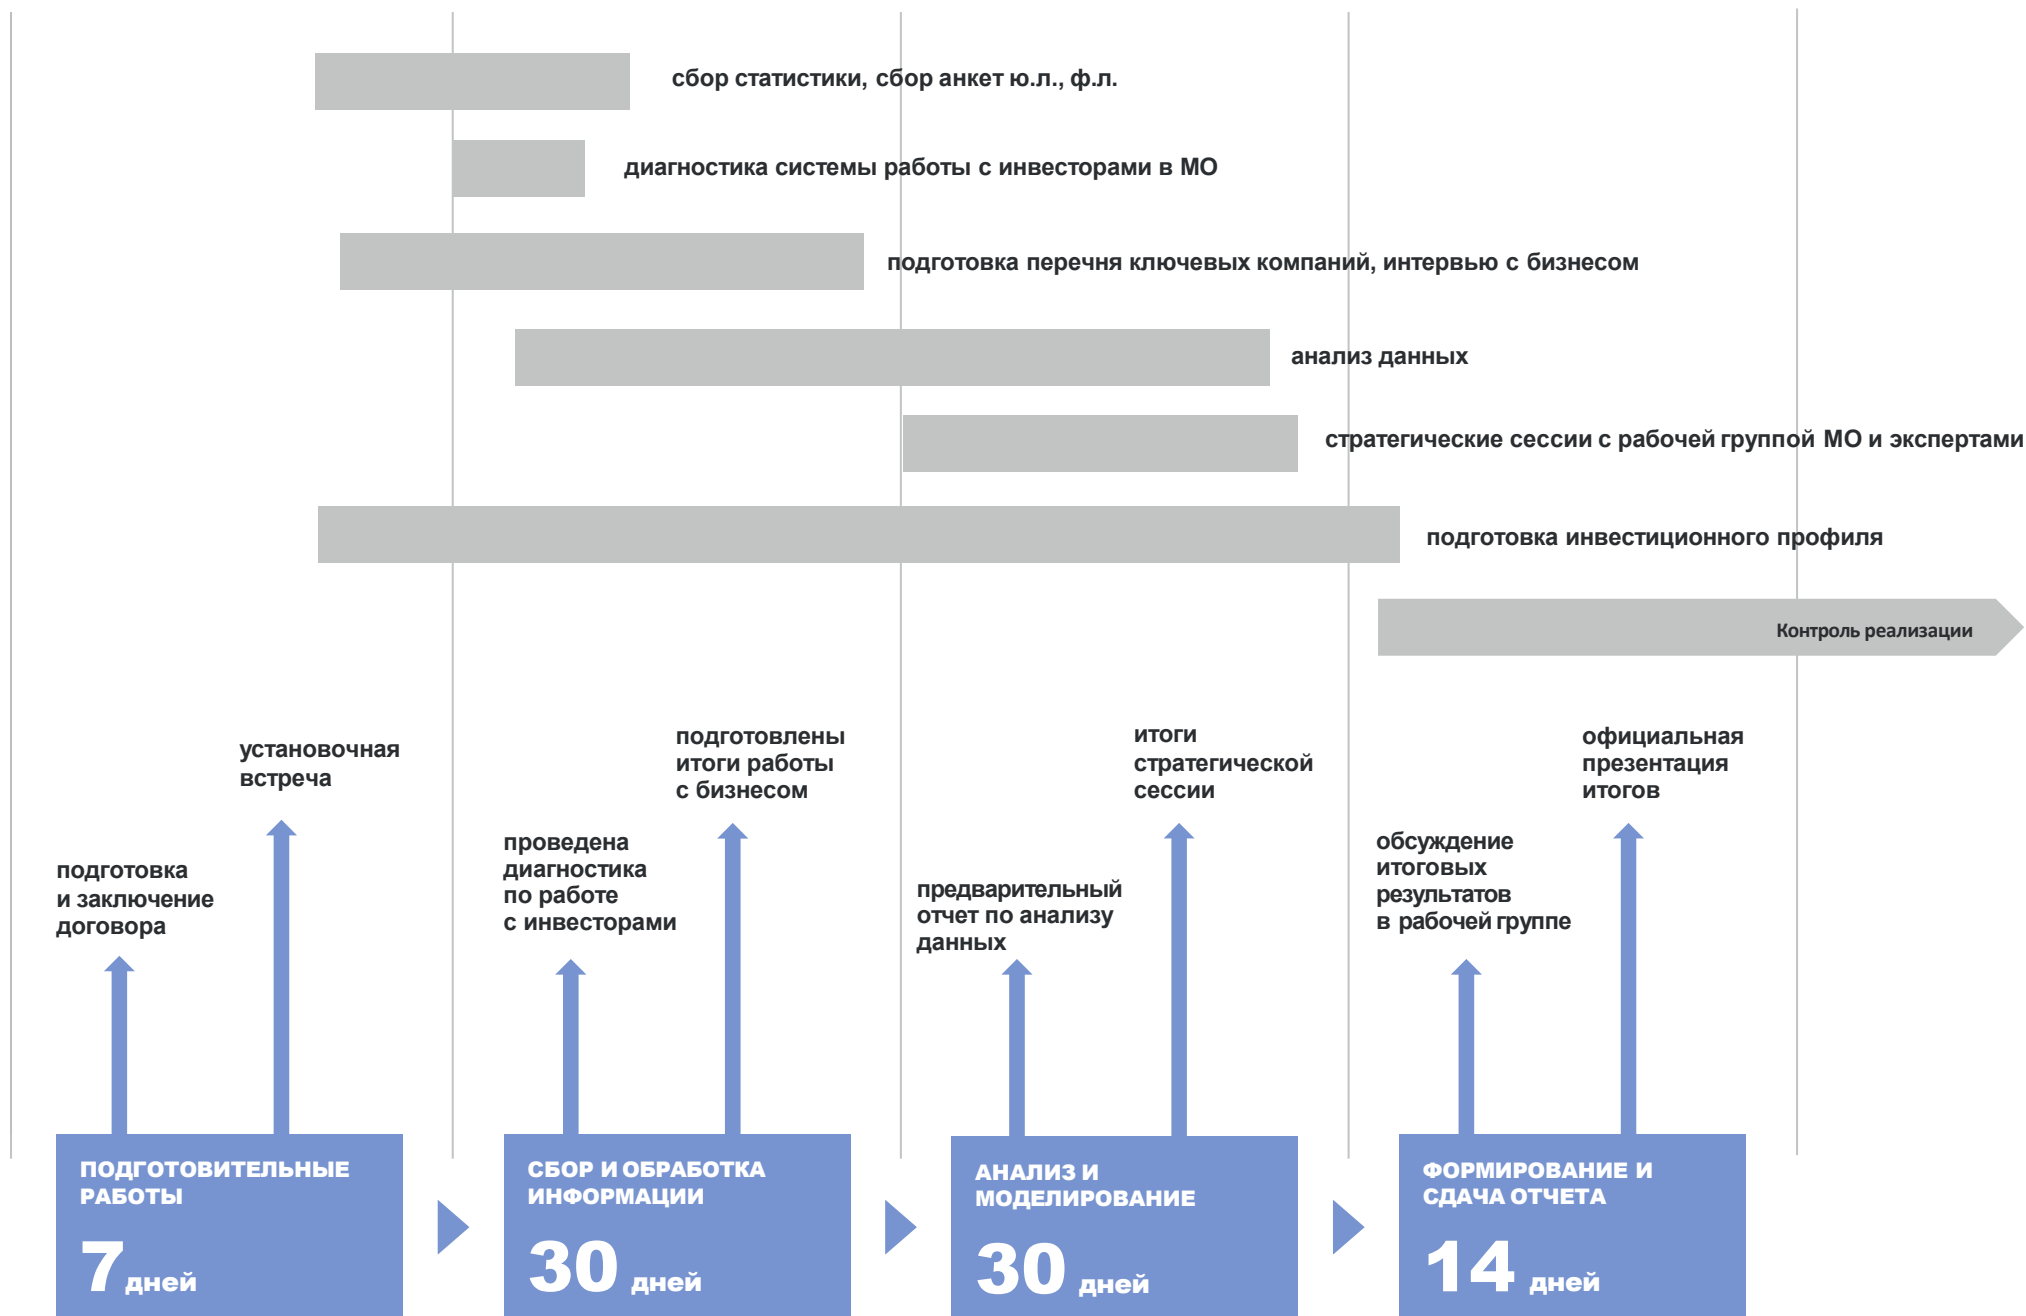 сбор статистики, сбор анкет ю.л., ф.л.
диагностика системы работы с инвесторами в МО
подготовка перечня ключевых компаний, интервью с бизнесом
анализ данных
стратегические сессии с рабочей группой МО и экспертами
подготовка инвестиционного профиля
Контроль реализации
подготовка
и заключение
договора
установочная
встреча
проведена
диагностика
по работе
с инвесторами
подготовлены
итоги работы
с бизнесом
предварительный
отчет по анализу
данных
итоги
стратегической
сессии
обсуждение
итоговых
результатов
в рабочей группе
официальная
презентация
итогов
ПОДГОТОВИТЕЛЬНЫЕ
РАБОТЫ
7 дней
СБОР И ОБРАБОТКА
ИНФОРМАЦИИ
30 дней
АНАЛИЗ И
МОДЕЛИРОВАНИЕ
30 дней
ФОРМИРОВАНИЕ И
СДАЧА ОТЧЕТА
14 дней